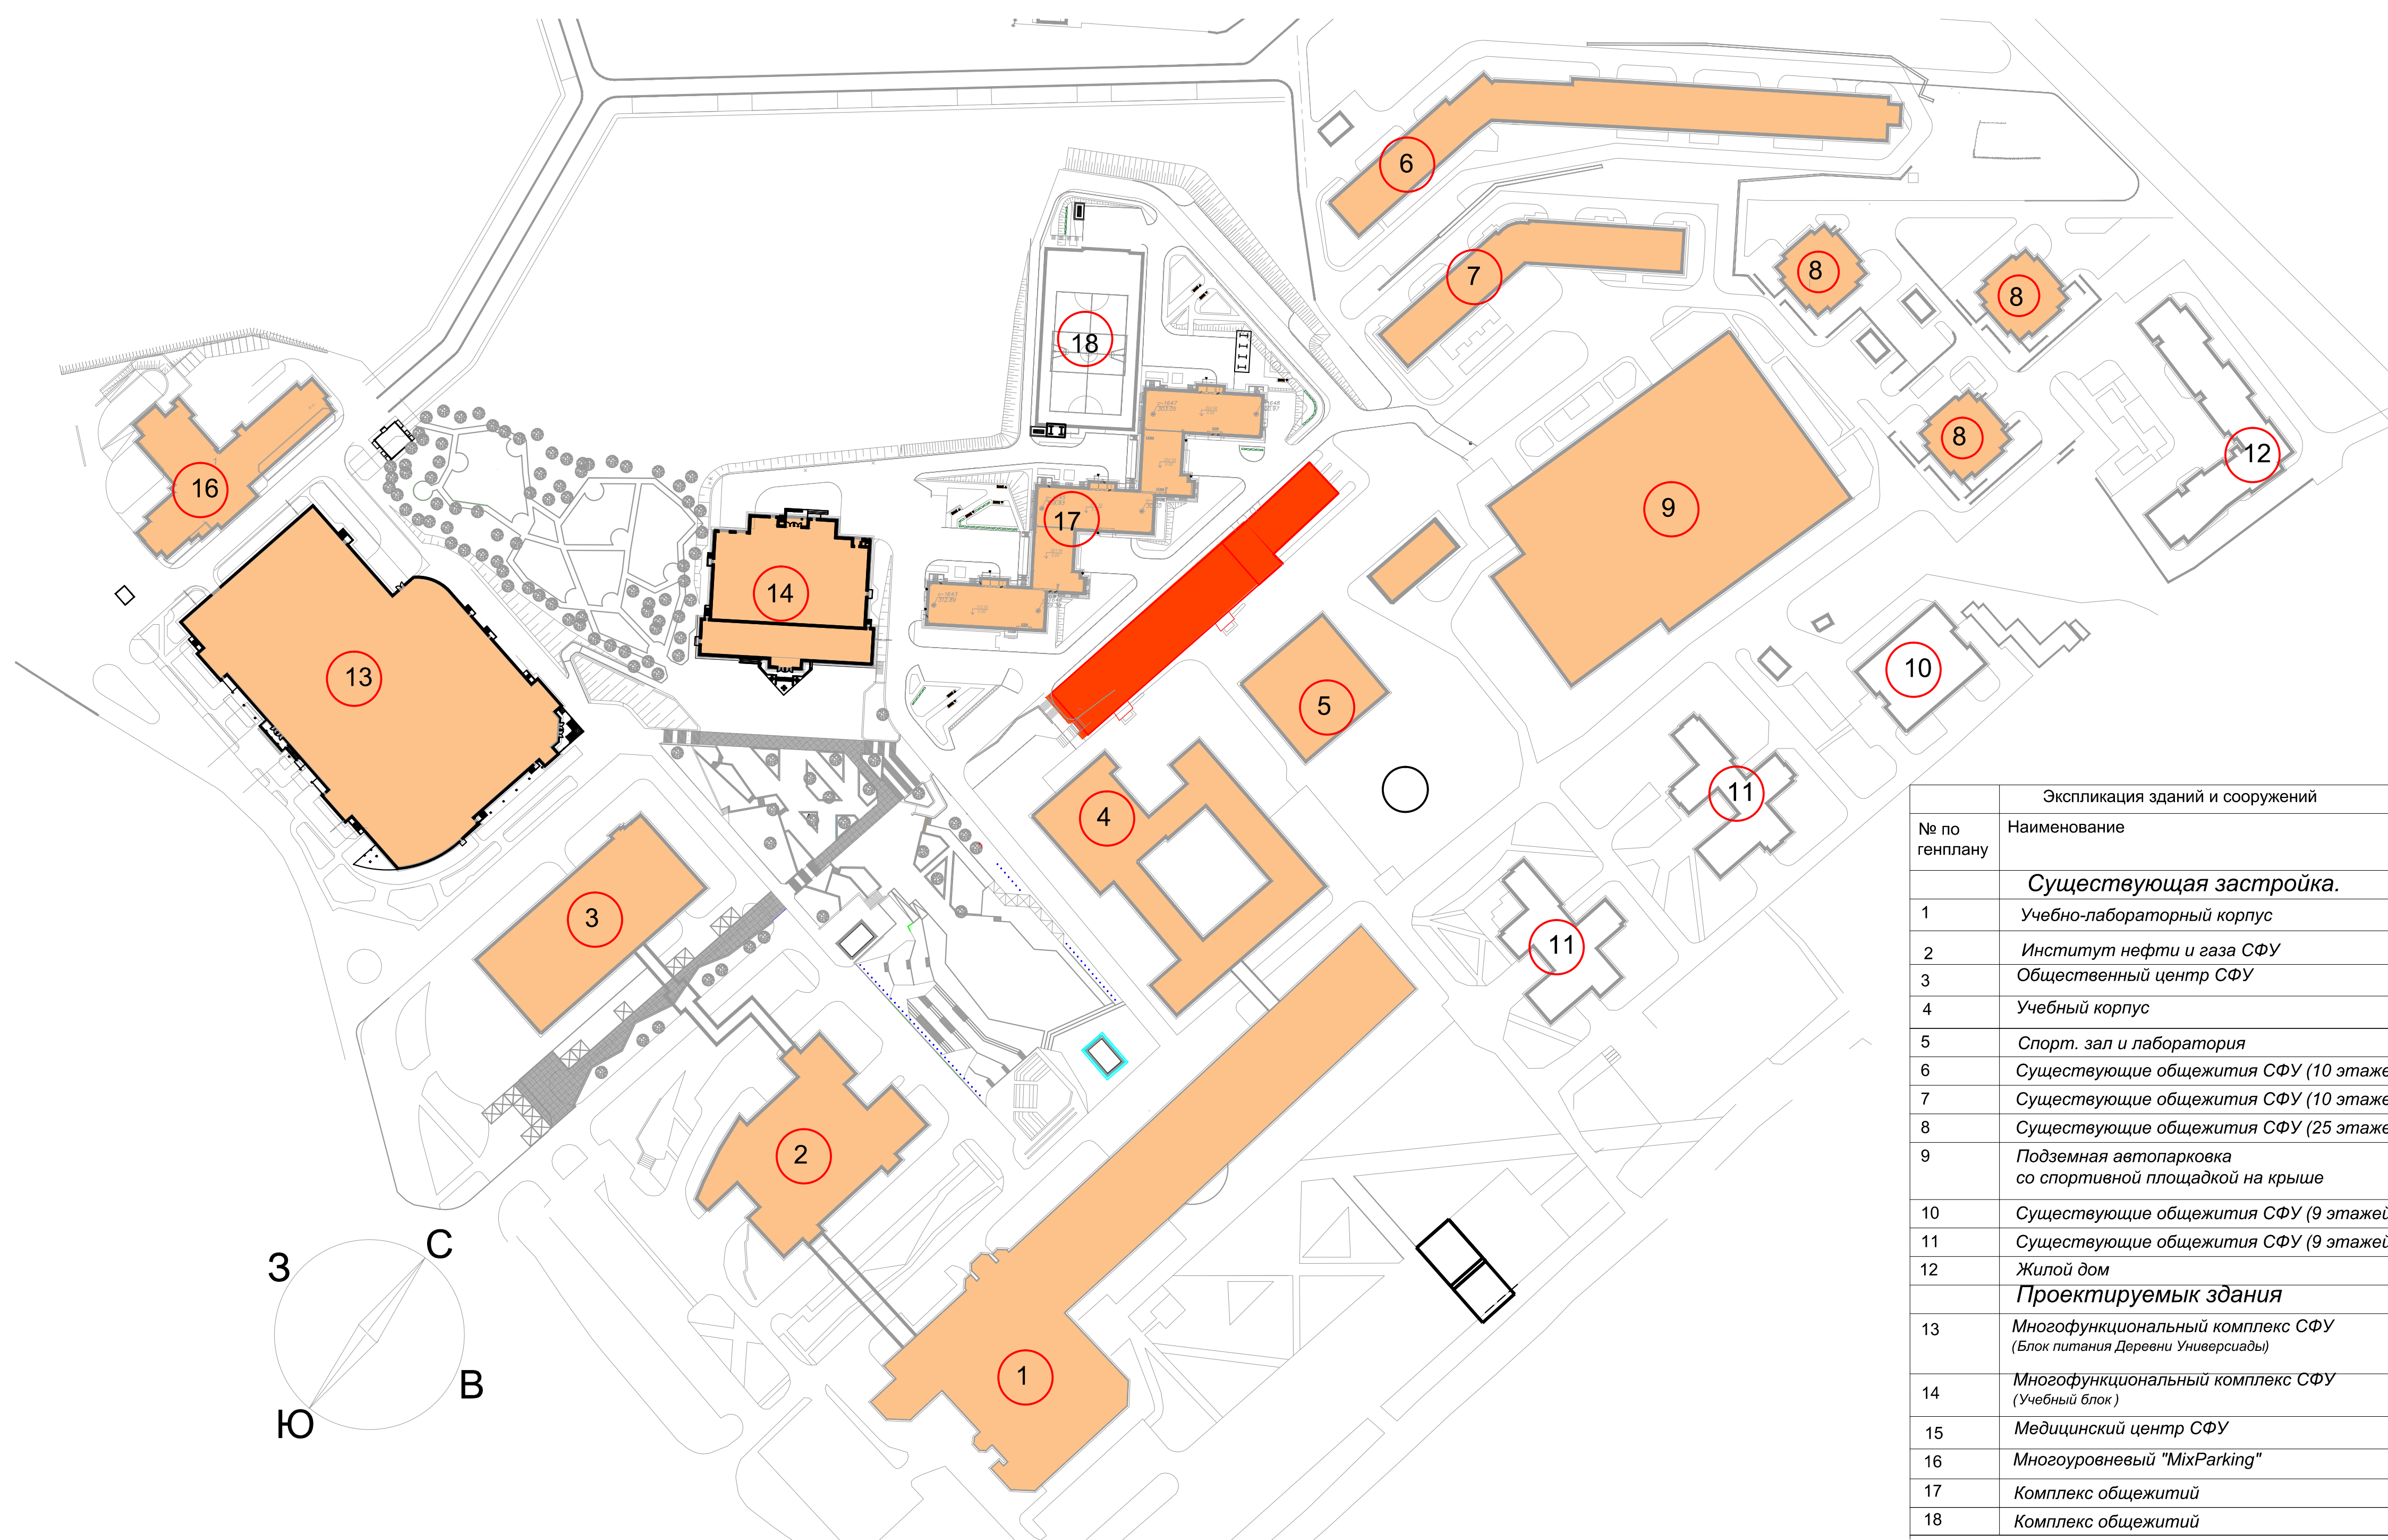 6
7
8
8
18
8
12
16
17
9
14
13
10
5
11
4
3
11
2
1
С
З
В
Ю
Экспликация зданий и сооружений
№ по генплану
Наименование
Существующая застройка.
1 Учебно-лабораторный корпус
2 Институт нефти и газа СФУ
3 Общественный центр СФУ
4 Учебный корпус
5 Спорт. зал и лаборатория
6 Существующие общежития СФУ (10 этаже
7 Существующие общежития СФУ (10 этаже
8 Существующие общежития СФУ (25 этаже
9 Подземная автопарковка
со спортивной площадкой на крыше
10 Существующие общежития СФУ (9 этажей
11 Существующие общежития СФУ (9 этажей
12 Жилой дом
Проектируемык здания
13 Многофункциональный комплекс СФУ
(Блок питания Деревни Универсиады)
14 Многофункциональный комплекс СФУ
(Учебный блок)
15 Медицинский центр СФУ
16 Многоуровневый "MixParking"
17 Комплекс общежитий
18 Комплекс общежитий